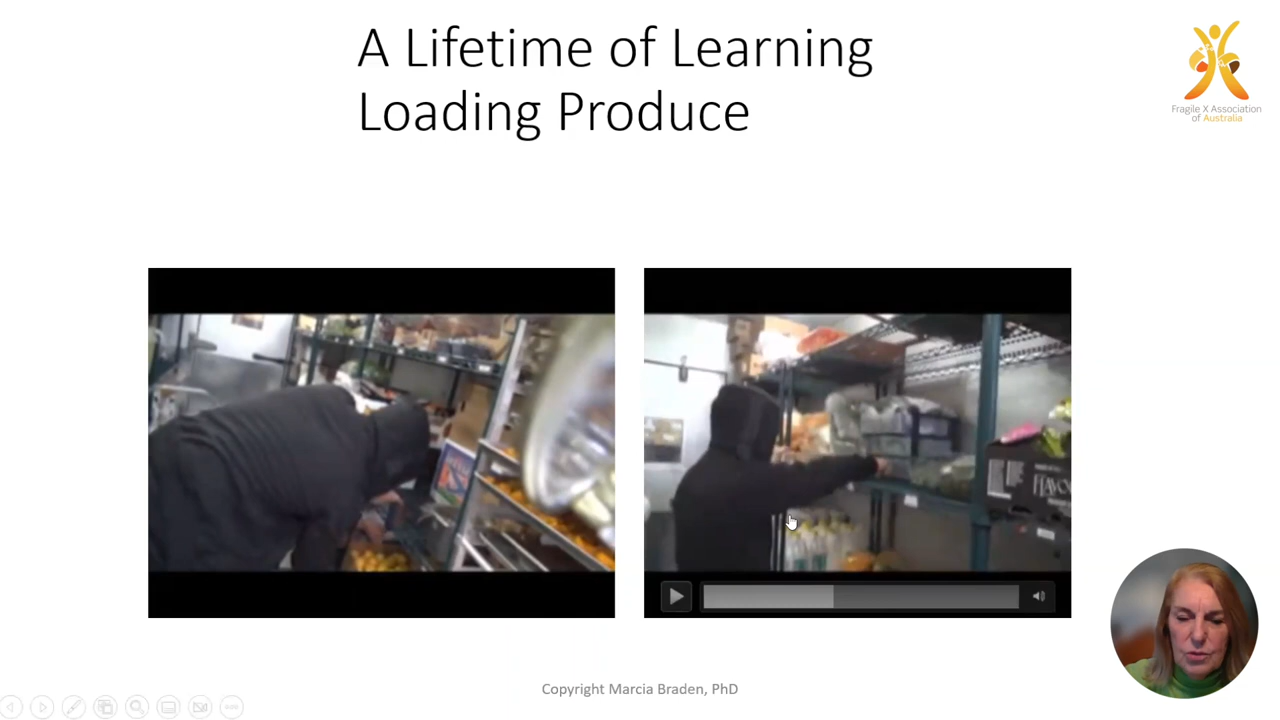 A Lifetime of Learning
Loading Produce
Fragile X Association
of Australia
Copyright Marcia Braden, PhD